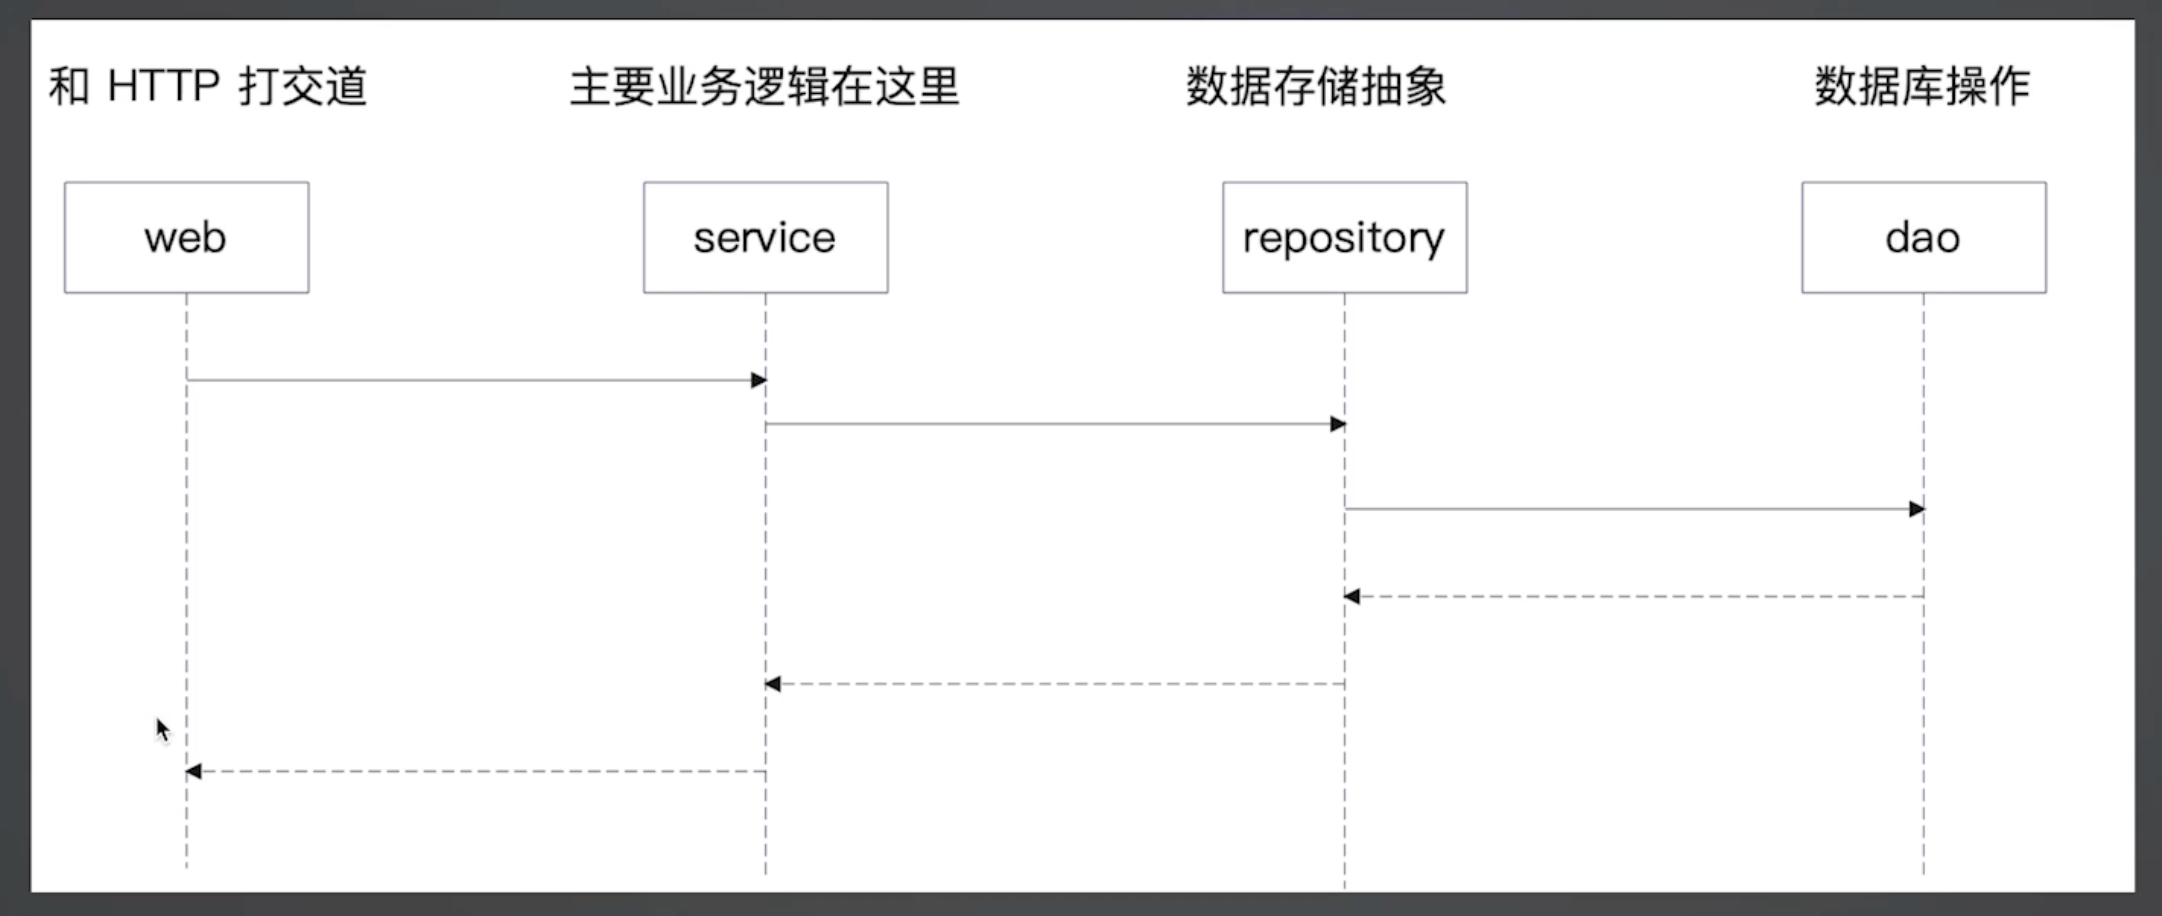 和 HTTP 打交道
主要业务逻辑在这里
数据存储抽象
数据库操作
web
service
repository
dao